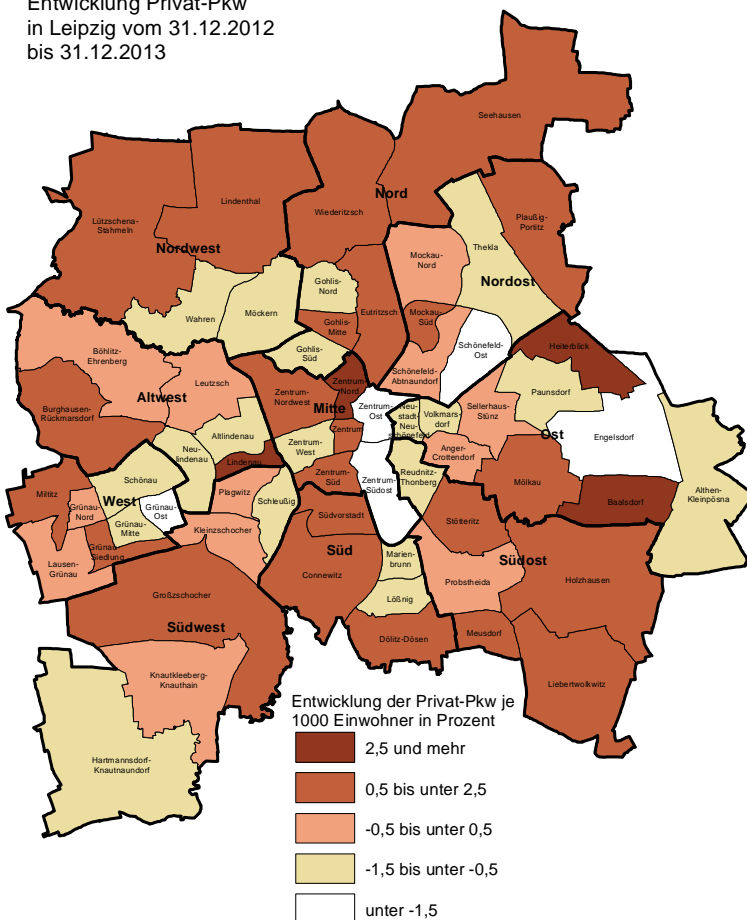 Entwicklung Privat-Pkw
in Leipzig vom 31.12.2012
bis 31.12.2013
Seehausen
Lindenthal
Nord
Wiederitzsch
Lützschena-
Stahmeln
Plaußig-
Portitz
Nordwest
Thekla
Mockau-
Nord
Nordost
Gohlis-
Nord
Wahren
Möckern
Eutritzsch
Mockau-
Süd
Gohlis-
Mitte
Schönefeld-
Ost
Heiterblick
Gohlis-
Süd
Böhlitz-
Ehrenberg
Schönefeld-
Abtnaundorf
Leutzsch
Zentrum-
Nord
Zentrum-
Nordwest
Paunsdorf
Altwest
Mitte
Zentrum-
Ost
Neu-
stadt-
Neu-
schönefeld
Volkmars-
dorf
Sellerhaus-
Stünz
Burghausen-
Rückmarsdorf
Zentrum
Ost
Engelsdorf
Altlindenau
Zentrum-
West
Neu-
lindenau
Anger-
Crottendorf
Lindenau
Zentrum-
Süd
Zentrum-
Südost
Reudnitz-
Thonberg
Mölkau
Schönau
Plagwitz
Althen-
Kleinpösna
Miltitz
West
Schleußig
Baalsdorf
Grünau-
Nord
Grünau-
Ost
Südvorstadt
Stötteritz
Grünau-
Mitte
Kleinzschocher
Grünau-
Siedlung
Süd
Marien-
brunn
Südost
Lausen-
Grünau
Connewitz
Probstheida
Holzhausen
Großzschocher
Lößnig
Südwest
Dölitz-Dösen
Meusdorf
Knautkleeberg-
Knauthain
Liebertwolkwitz
Hartmannsdorf-
Knautnaundorf
Entwicklung der Privat-Pkw je
1000 Einwohner in Prozent
2,5 und mehr
0,5 bis unter 2,5
-0,5 bis unter 0,5
-1,5 bis unter -0,5
unter -1,5